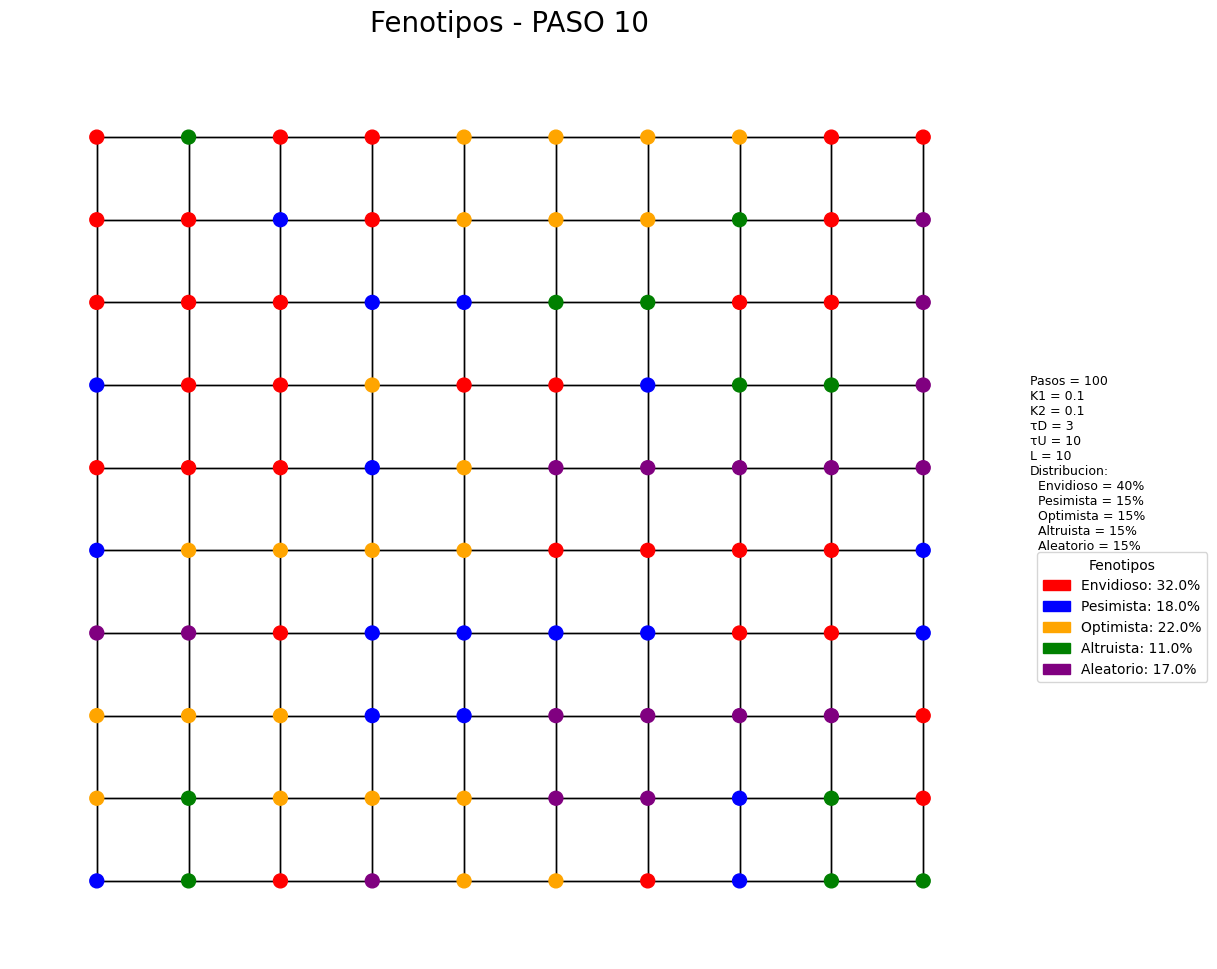 Fenotipos - PASO 10
Pasos = 100
K1 = 0.1
K2 = 0.1
τD = 3
τU = 10
L = 10
Distribucion:
Envidioso = 40%
Pesimista = 15%
Optimista = 15%
Altruista = 15%
Aleatorio = 15%
Fenotipos
Envidioso: 32.0%
Pesimista: 18.0%
Optimista: 22.0%
Altruista: 11.0%
Aleatorio: 17.0%